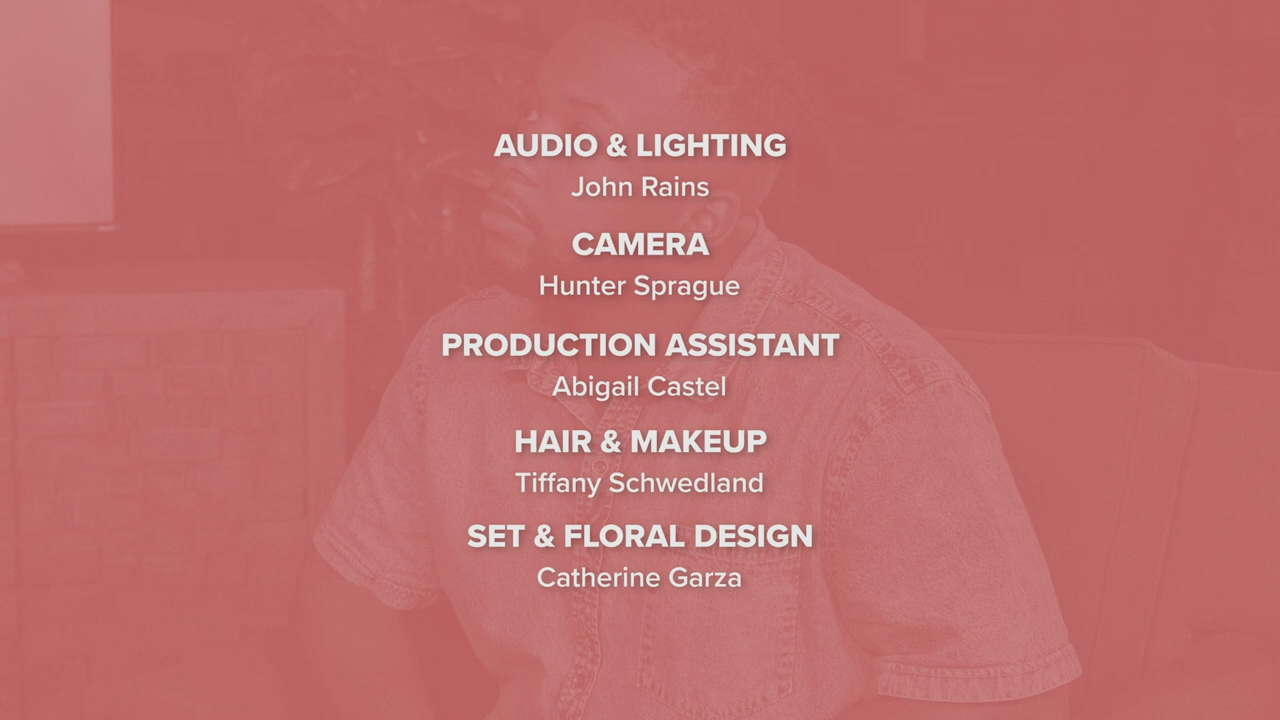 AUDIO & LIGHTING
John Rains
CAMERA
Hunter Sprague
PRODUCTION ASSISTANT
Abigail Castel
HAIR & MAKEUP
Tiffany Schwedland
SET & FLORAL DESIGN
Catherine Garza